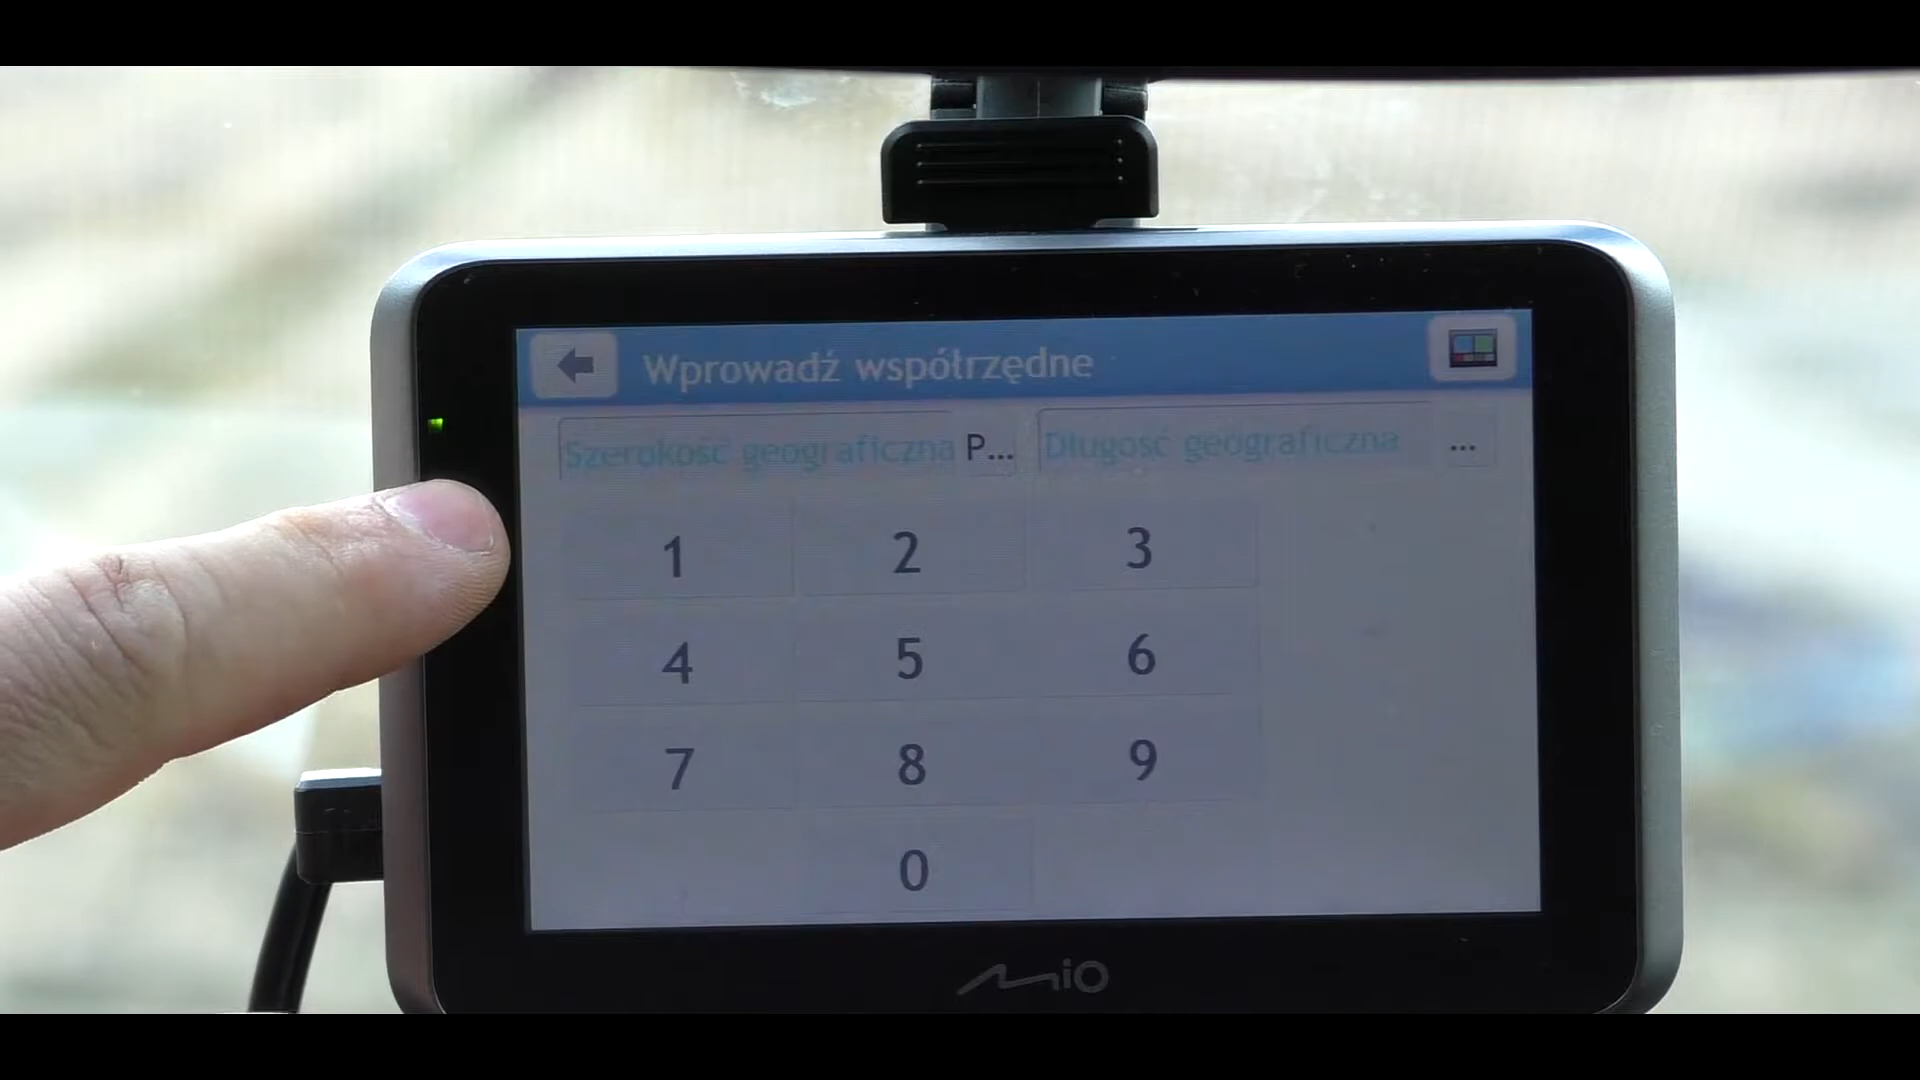 Wprowadź współrzędne
Szerokość geograficzna P... Długość geograficzna ...
1 2 3
4 5 6
7 8 9
0
Mio